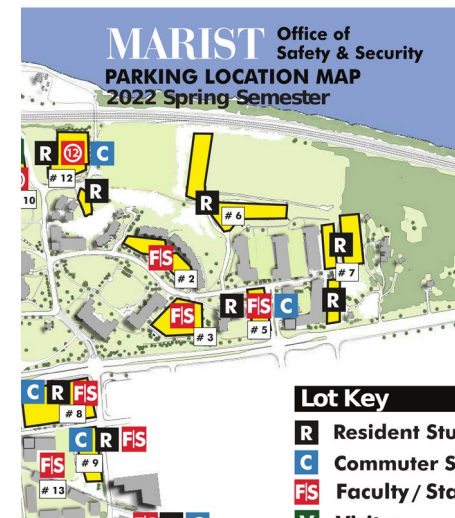 MARIST Office of
Safety & Security
PARKING LOCATION MAP
2022 Spring Semester
R 12 C
# 12
R
10
R
# 6
R
# 7
F|S
# 2
R
F|S
# 3
R F|S C
# 5
C R F|S
# 8
C R F|S
F|S
# 9
# 13
Lot Key
R Resident Stu
C Commuter S
F|S Faculty / Sta